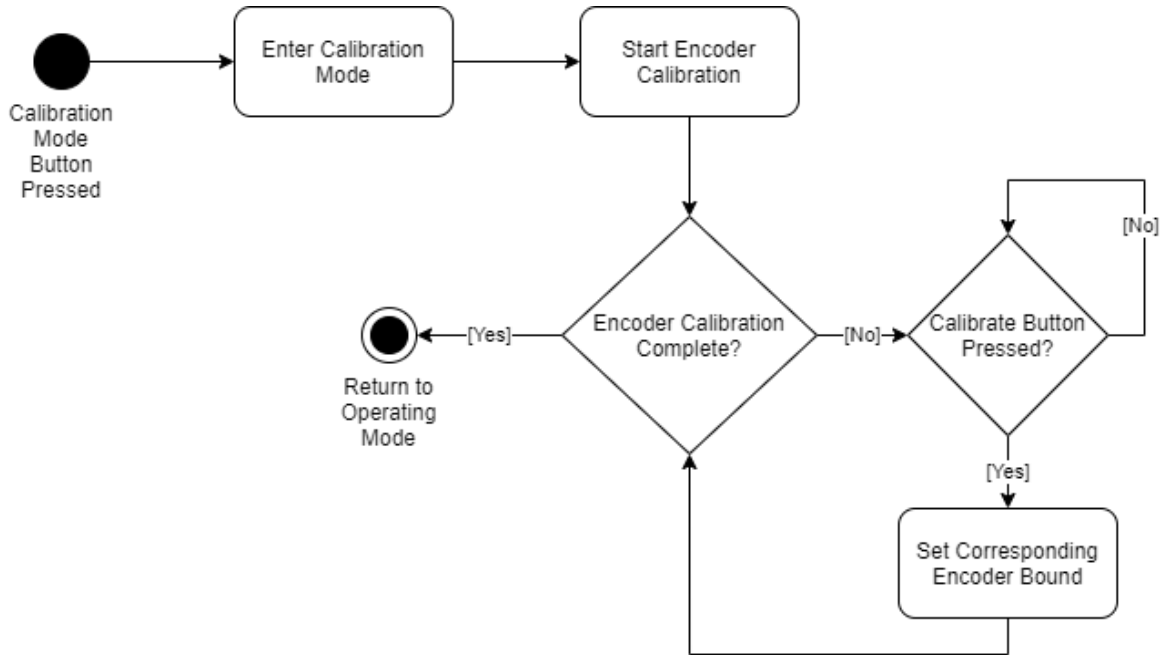 Enter Calibration
Mode
Start Encoder
Calibration
Calibration
Mode
Button
Pressed
[No]
Encoder Calibration
Complete?
[Yes]
[No]
Calibrate Button
Pressed?
Return to
Operating
Mode
[Yes]
Set Corresponding
Encoder Bound